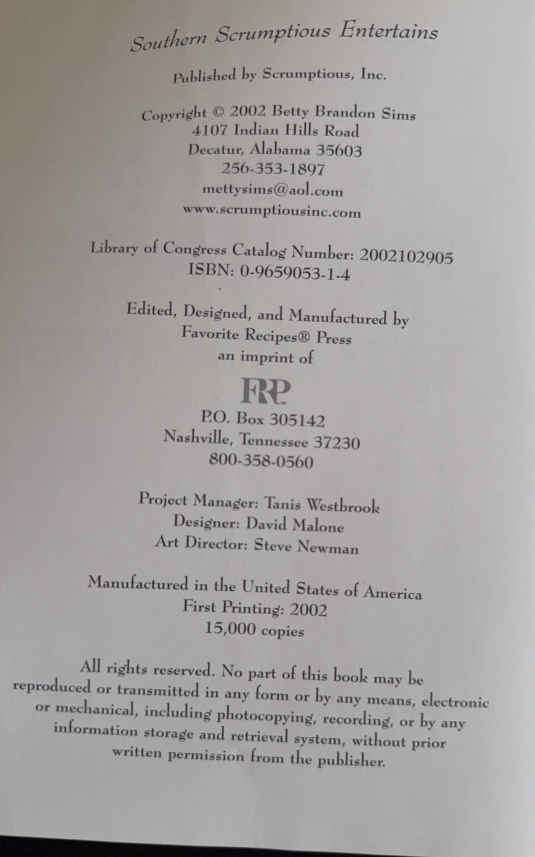 Southern Scrumptious Entertains
Published by Scrumptious, Inc.
Copyright © 2002 Betty Brandon Sims
4107 Indian Hills Road
Decatur, Alabama 35603
256-353-1897
mettysims@aol.com
www.scrumptiousinc.com
Library of Congress Catalog Number: 2002102905
ISBN: 0-9659053-1-4
Edited, Designed, and Manufactured by
Favorite Recipes® Press
an imprint of
FRP
P.O. Box 305142
Nashville, Tennessee 37230
800-358-0560
Project Manager: Tanis Westbrook
Designer: David Malone
Art Director: Steve Newman
Manufactured in the United States of America
First Printing: 2002
15,000 copies
All rights reserved. No part of this book may be
reproduced or transmitted in any form or by any means, electronic
or mechanical, including photocopying, recording, or by any
information storage and retrieval system, without prior
written permission from the publisher.